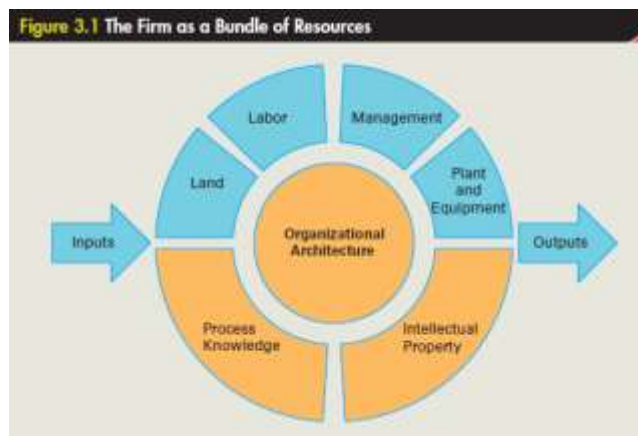 Figure 3.1 The Firm as a Bundle of Resources
Labor
Management
Land
Plant
and
Equipment
Inputs
Organizational
Architecture
Outputs
Process
Knowledge
Intellectual
Property